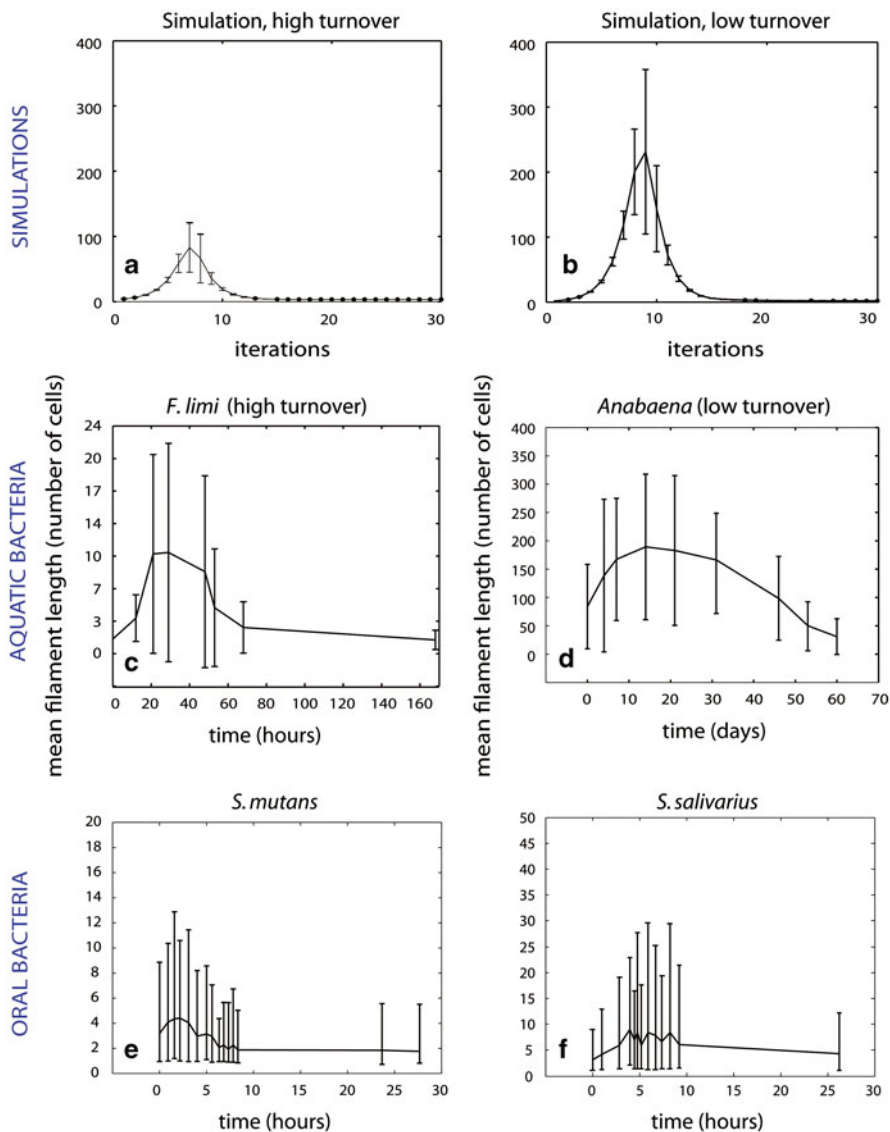 Simulation, high turnover
Simulation, low turnover
SIMULATIONS
400
300
200
100
0
a
0
10
20
30
iterations
400
300
200
100
0
b
0
10
20
30
iterations
AQUATIC BACTERIA
mean filament length (number of cells)
F. limi (high turnover)
24
20
17
14
10
7
3
0
c
0 20 40 60 80 100 120 140 160
time (hours)
mean filament length (number of cells)
Anabaena (low turnover)
400
350
300
250
200
150
100
50
0
d
0 10 20 30 40 50 60 70
time (days)
ORAL BACTERIA
S. mutans
20
18
16
14
12
10
8
6
4
2
0
e
0 5 10 15 20 25
time (hours)
S. salivarius
50
45
40
35
30
25
20
15
10
5
0
f
0 5 10 15 20 25 30
time (hours)